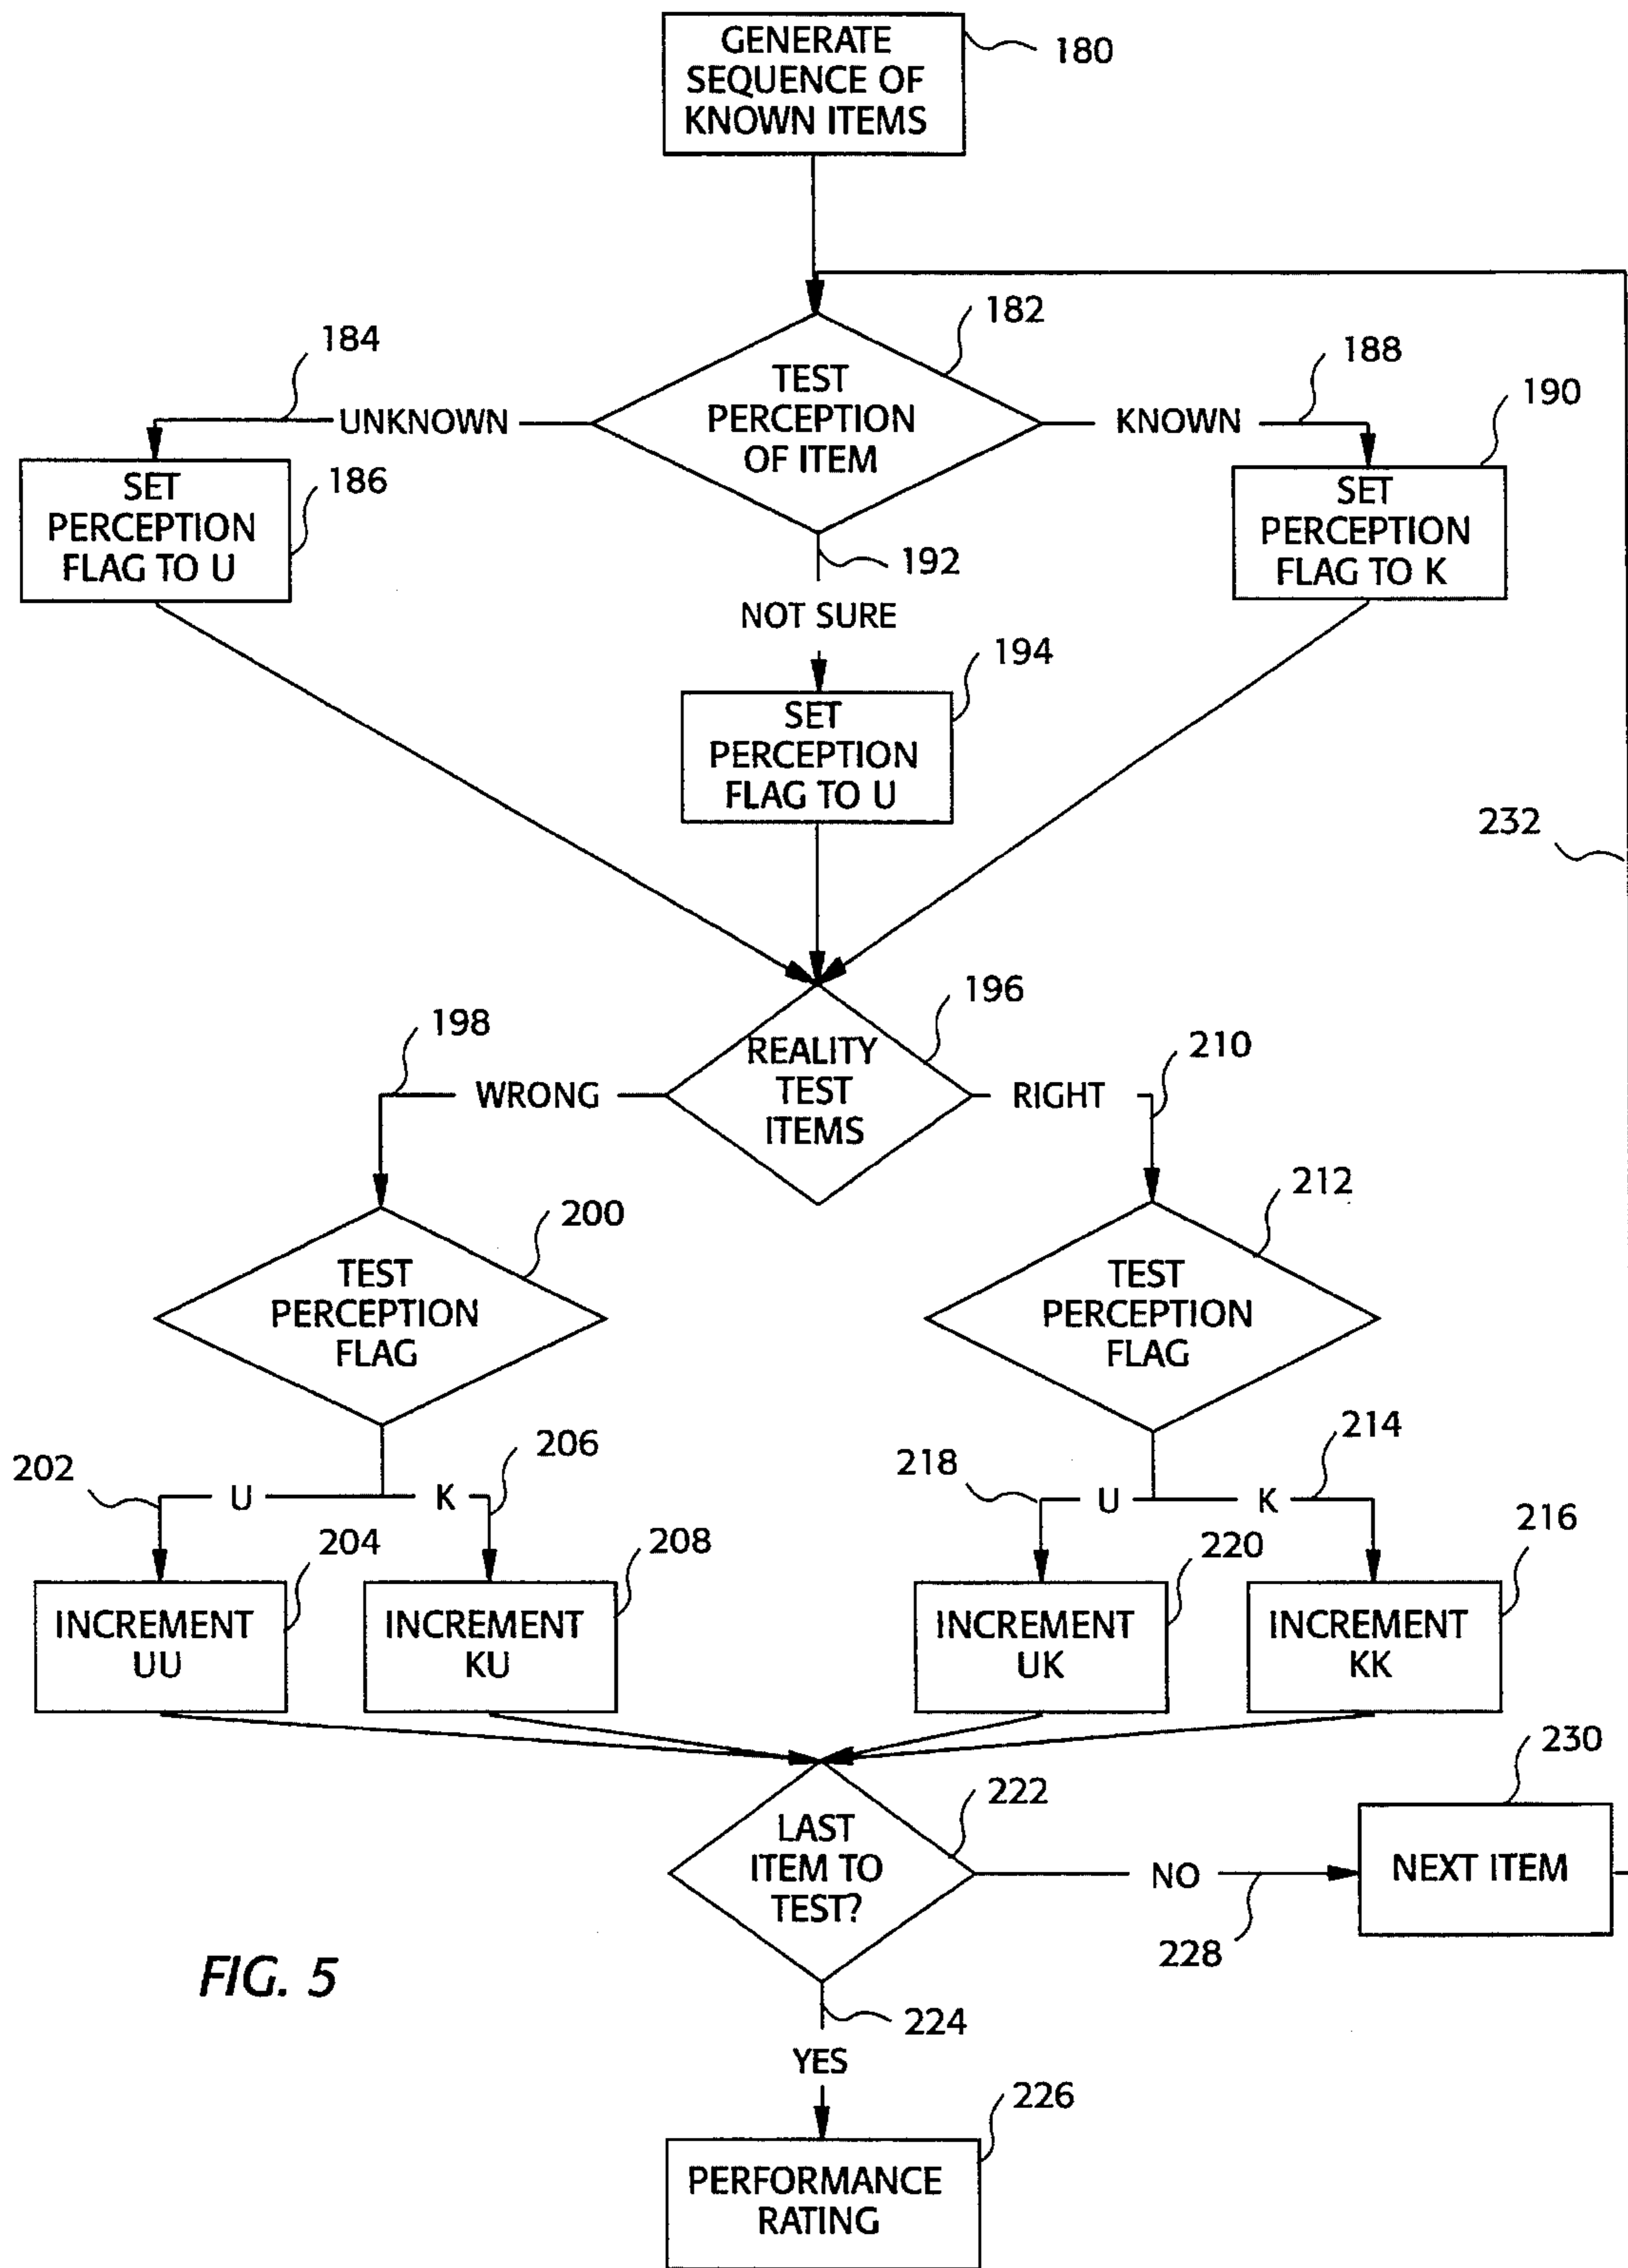 GENERATE
SEQUENCE OF
KNOWN ITEMS
180
182
TEST
PERCEPTION
OF ITEM
184
UNKNOWN
188
KNOWN
190
SET
PERCEPTION
FLAG TO U
186
SET
PERCEPTION
FLAG TO K
192
NOT SURE
194
SET
PERCEPTION
FLAG TO U
232
196
REALITY
TEST
ITEMS
198
WRONG
210
RIGHT
200
TEST
PERCEPTION
FLAG
212
TEST
PERCEPTION
FLAG
202
U
206
K
218
U
214
K
204
INCREMENT
UU
208
INCREMENT
KU
220
INCREMENT
UK
216
INCREMENT
KK
222
LAST
ITEM TO
TEST?
NO
228
230
NEXT ITEM
FIG. 5
224
YES
226
PERFORMANCE
RATING